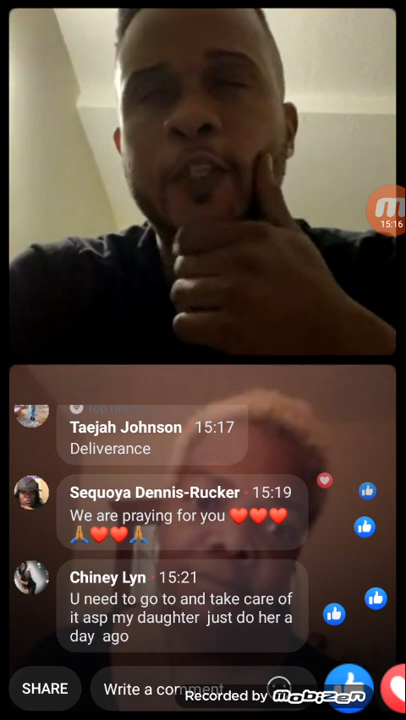 m
15:16
Taejah Johnson • 15:17
Deliverance
Sequoya Dennis-Rucker • 15:19
We are praying for you ❤️❤️❤️
🙏❤️❤️🙏
Chiney Lyn • 15:21
U need to go to and take care of
it asp my daughter just do her a
day ago
SHARE
Write a comment
Recorded by mobizen